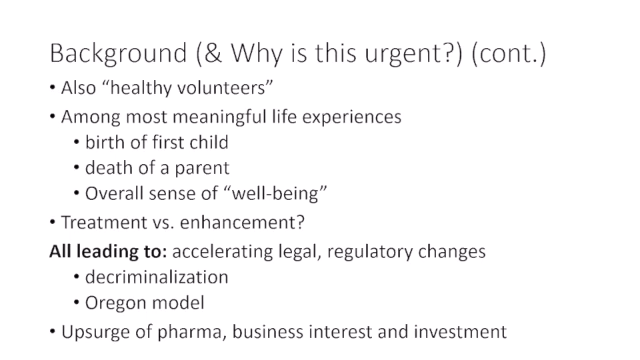 Background (& Why is this urgent?) (cont.)
• Also “healthy volunteers”
• Among most meaningful life experiences
• birth of first child
• death of a parent
• Overall sense of “well-being”
• Treatment vs. enhancement?
All leading to: accelerating legal, regulatory changes
• decriminalization
• Oregon model
• Upsurge of pharma, business interest and investment